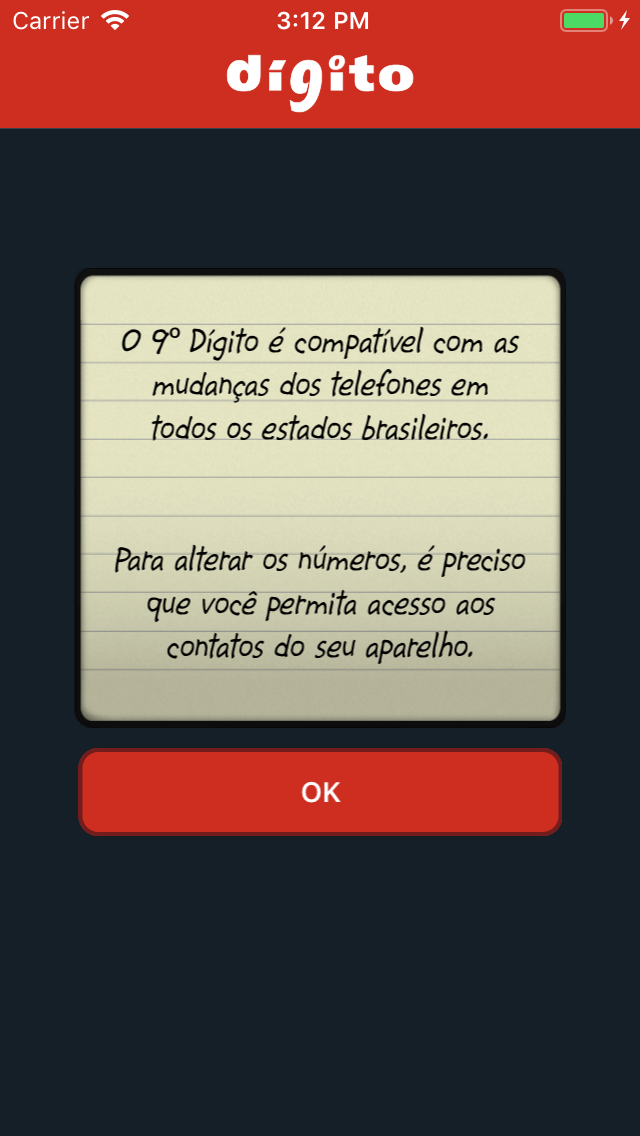 Carrier
3:12 PM
dígito
O 9º Dígito é compatível com as
mudanças dos telefones em
todos os estados brasileiros.
Para alterar os números, é preciso
que você permita acesso aos
contatos do seu aparelho.
OK